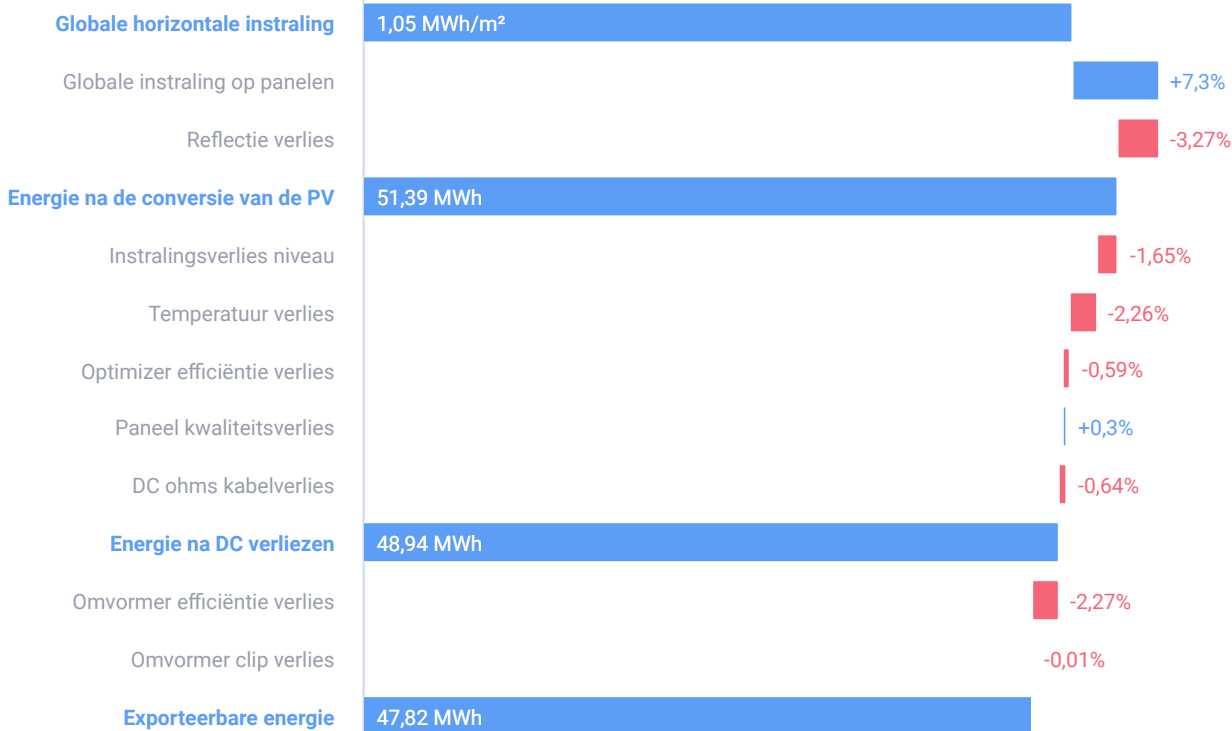 Globale horizontale instraling 1,05 MWh/m²
Globale instraling op panelen +7,3%
Reflectie verlies -3,27%
Energie na de conversie van de PV 51,39 MWh
Instralingsverlies niveau -1,65%
Temperatuur verlies -2,26%
Optimizer efficiëntie verlies -0,59%
Paneel kwaliteitsverlies +0,3%
DC ohms kabelverlies -0,64%
Energie na DC verliezen 48,94 MWh
Omvormer efficiëntie verlies -2,27%
Omvormer clip verlies -0,01%
Exporteerbare energie 47,82 MWh